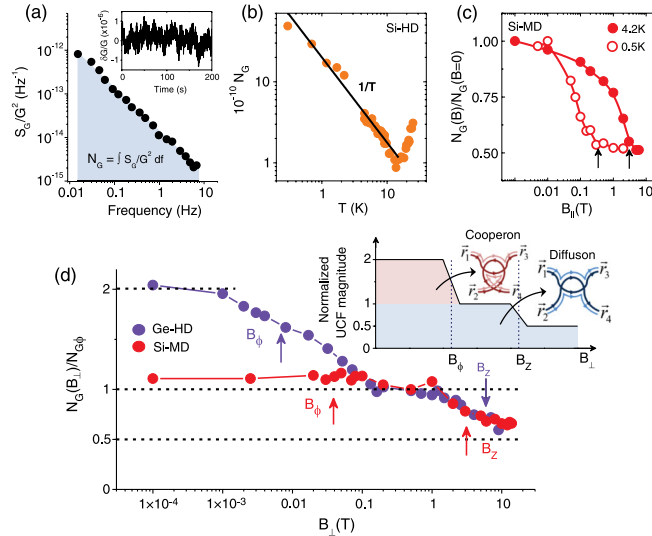 (a)
δG/G (x10⁻⁶)
1
0
-1
0
100
200
Time (s)
S_G/G² (Hz⁻¹)
10⁻¹²
10⁻¹³
10⁻¹⁴
10⁻¹⁵
N_G = ∫ S_G/G² df
0.01
0.1
1
10
Frequency (Hz)
(b)
Si-HD
10⁻¹⁰ N_G
10
1
1/T
1
10
T (K)
(c)
Si-MD
4.2K
0.5K
N_G(B)/N_G(B=0)
1.00
0.75
0.50
0.01
0.1
1
B_||(T)
(d)
N_G(B_⊥)/N_Gϕ
2
1
0.5
Ge-HD
Si-MD
B_ϕ
B_ϕ
B_Z
B_Z
1×10⁻⁴
1×10⁻³
0.01
0.1
1
10
B_⊥(T)
Normalized
UCF magnitude
2
1
0.5
0
Cooperon
r⃗₁
r⃗₃
r⃗₂
r⃗₄
Diffuson
r⃗₁
r⃗₃
r⃗₂
r⃗₄
B_ϕ
B_Z
B_⊥